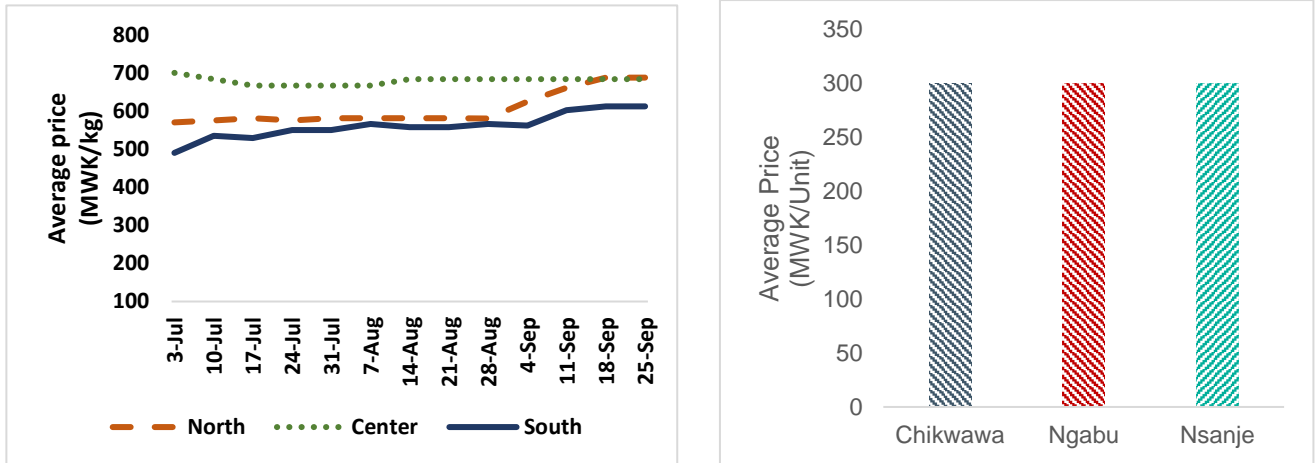 800
700
600
500
400
300
200
100
Average price
(MWK/kg)
3-Jul
10-Jul
17-Jul
24-Jul
31-Jul
7-Aug
14-Aug
21-Aug
28-Aug
4-Sep
11-Sep
18-Sep
25-Sep
North Center South
350
300
250
200
150
100
50
0
Average Price
(MWK/Unit)
Chikwawa Ngabu Nsanje